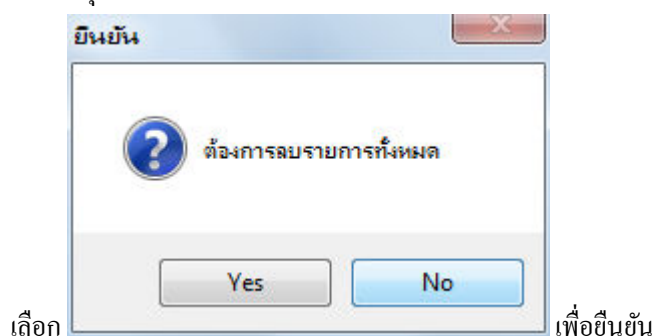 ยืนยัน
ต้องการลบรายการทั้งหมด
Yes No
เลือก เพื่อยืนยัน